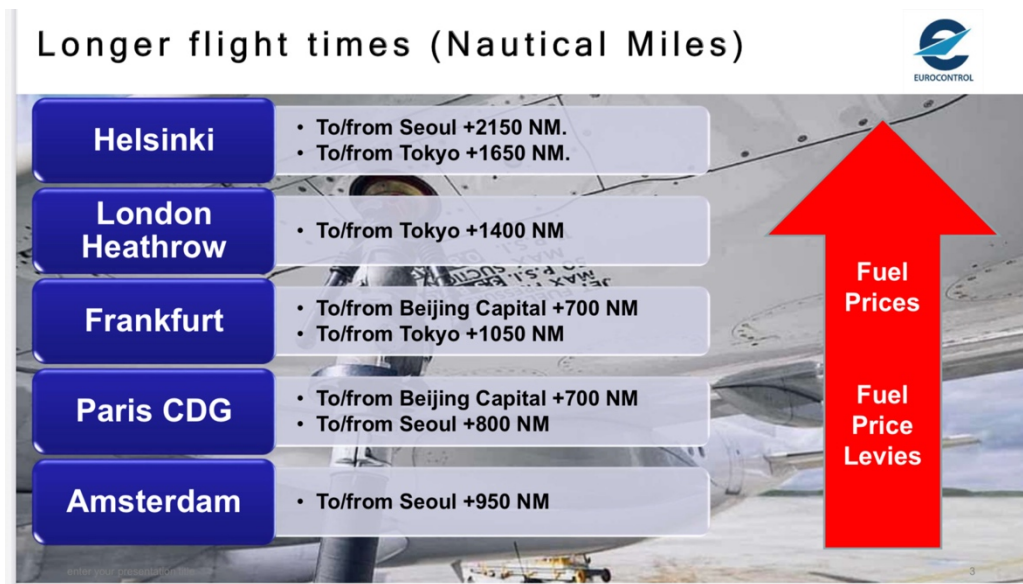 Longer flight times (Nautical Miles)
EUROCONTROL
Helsinki
• To/from Seoul +2150 NM.
• To/from Tokyo +1650 NM.
London
Heathrow
• To/from Tokyo +1400 NM
Frankfurt
• To/from Beijing Capital +700 NM
• To/from Tokyo +1050 NM
Paris CDG
• To/from Beijing Capital +700 NM
• To/from Seoul +800 NM
Amsterdam
• To/from Seoul +950 NM
Fuel
Prices
Fuel
Price
Levies
enter your presentation
3